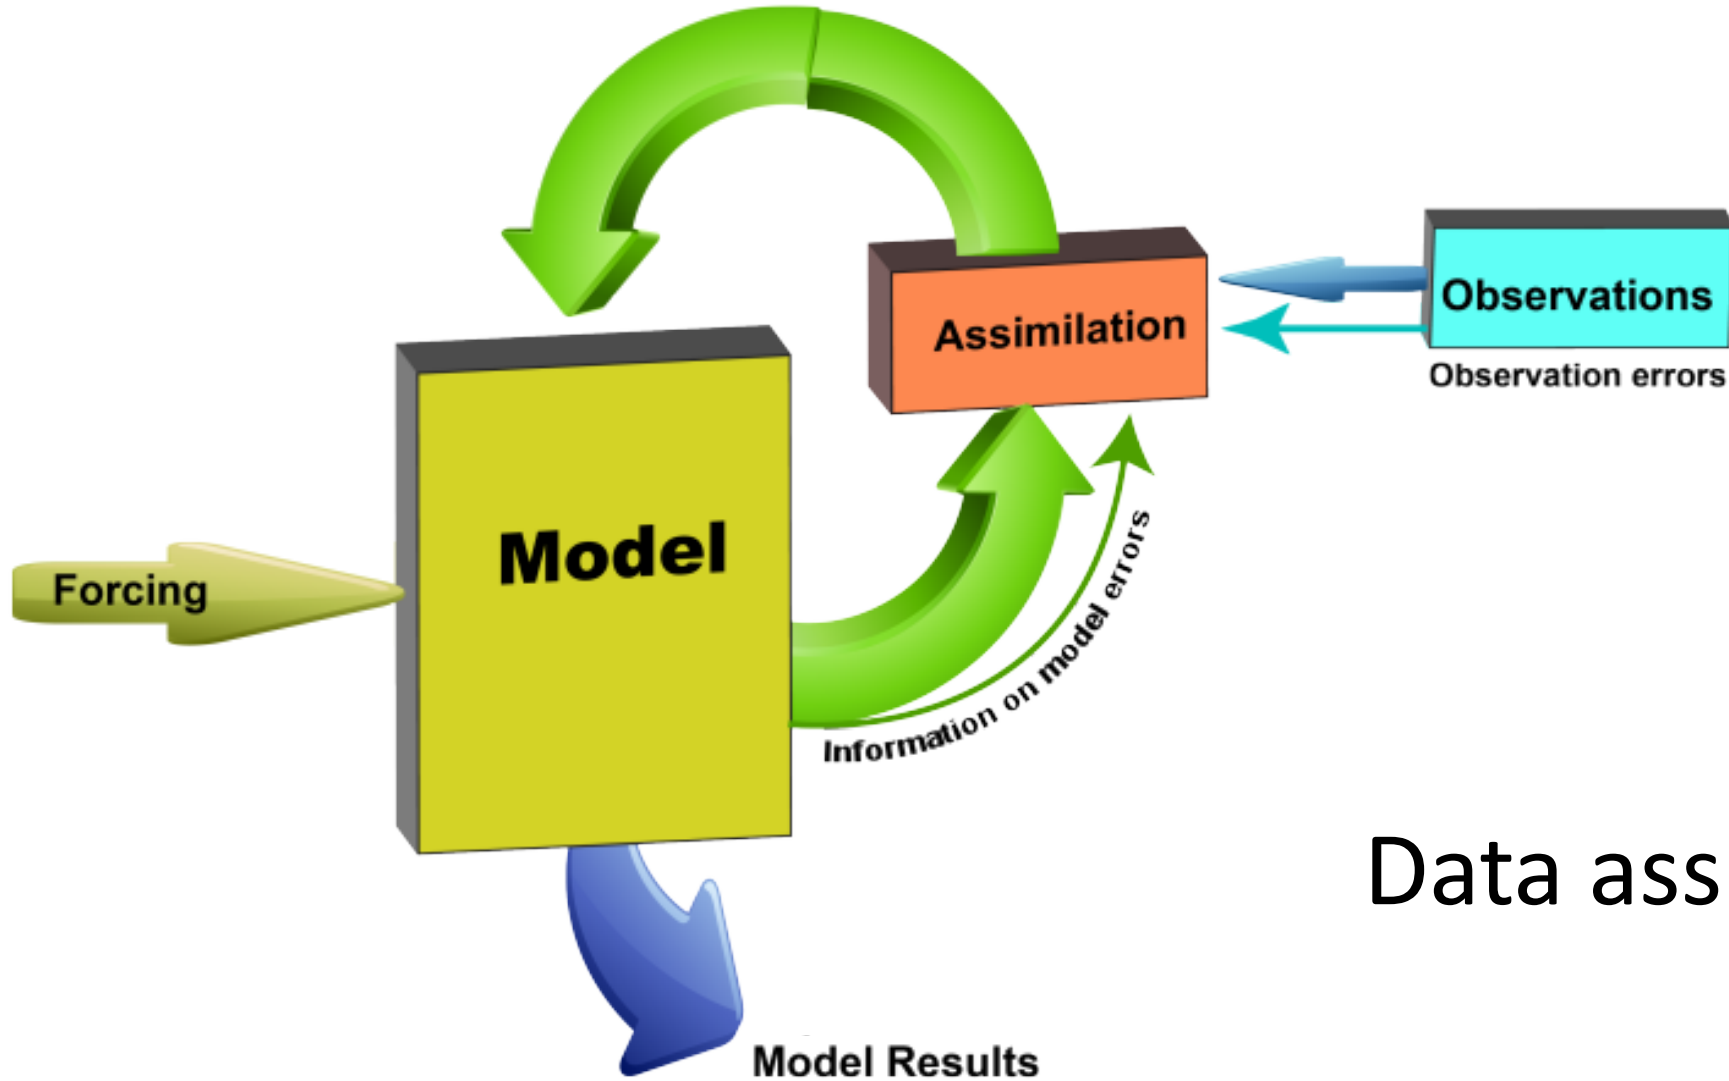 Assimilation
Observations
Observation errors
Model
Forcing
Information on model errors
Data ass
Model Results